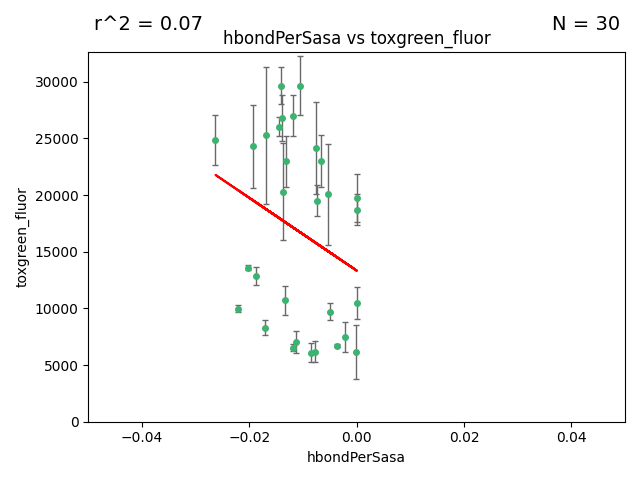 r^2 = 0.07
N = 30
hbondPerSasa vs toxgreen_fluor
toxgreen_fluor
30000
25000
20000
15000
10000
5000
0
−0.04
−0.02
0.00
0.02
0.04
hbondPerSasa